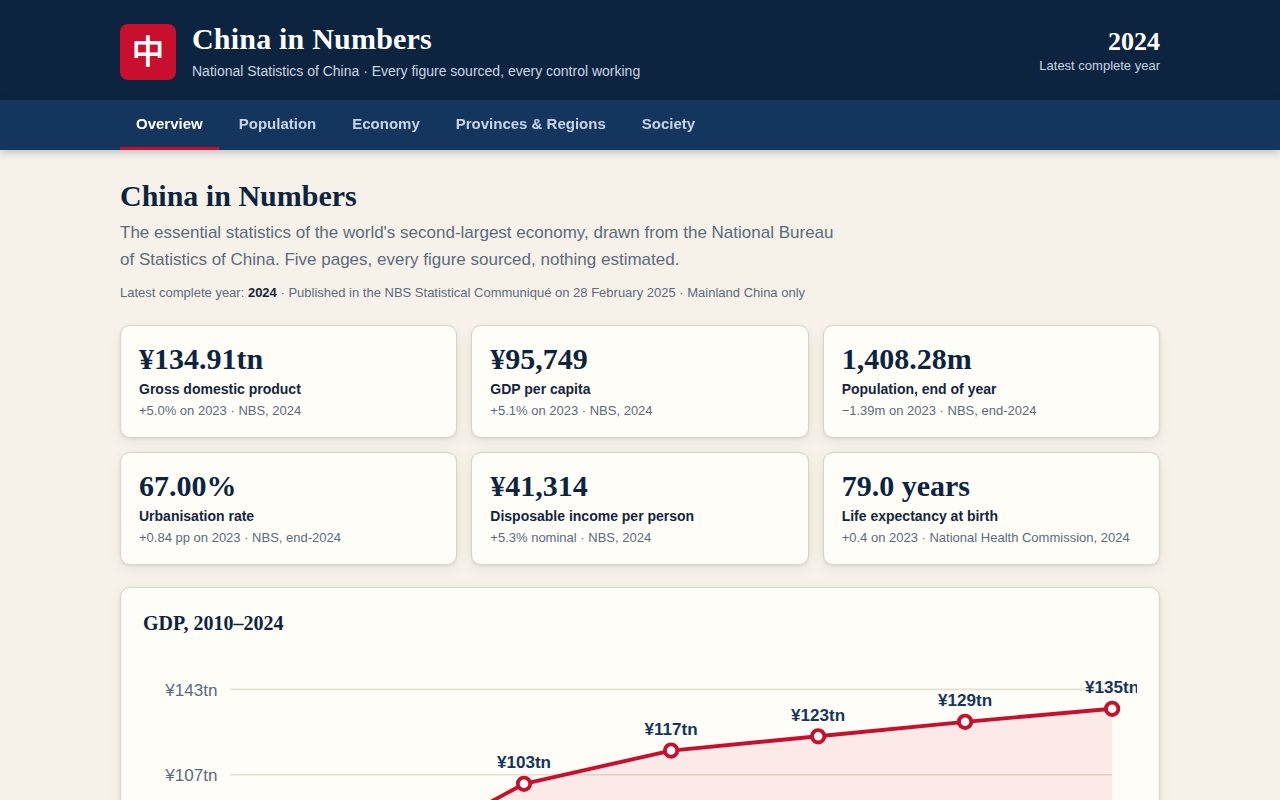 中
China in Numbers
National Statistics of China · Every figure sourced, every control working
2024
Latest complete year
Overview
Population
Economy
Provinces & Regions
Society
China in Numbers
The essential statistics of the world's second-largest economy, drawn from the National Bureau
of Statistics of China. Five pages, every figure sourced, nothing estimated.
Latest complete year: 2024 · Published in the NBS Statistical Communiqué on 28 February 2025 · Mainland China only
¥134.91tn
Gross domestic product
+5.0% on 2023 · NBS, 2024
¥95,749
GDP per capita
+5.1% on 2023 · NBS, 2024
1,408.28m
Population, end of year
−1.39m on 2023 · NBS, end-2024
67.00%
Urbanisation rate
+0.84 pp on 2023 · NBS, end-2024
¥41,314
Disposable income per person
+5.3% nominal · NBS, 2024
79.0 years
Life expectancy at birth
+0.4 on 2023 · National Health Commission, 2024
GDP, 2010–2024
¥143tn
¥107tn
¥103tn
¥117tn
¥123tn
¥129tn
¥135tn